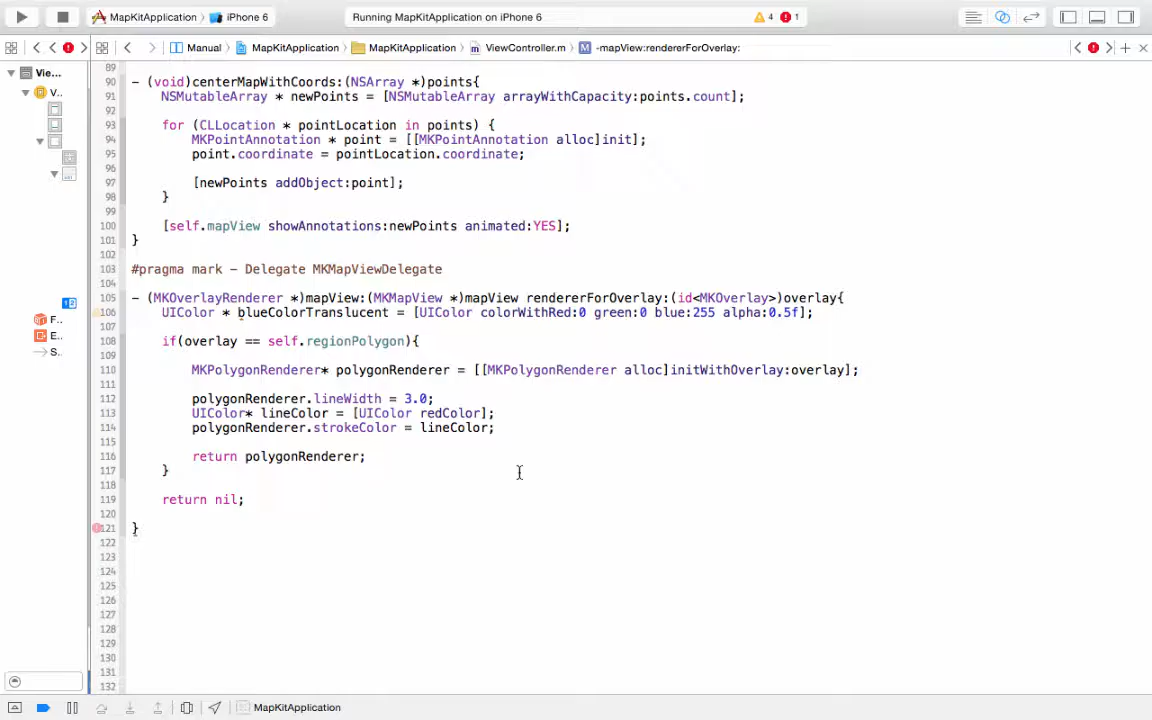 MapKitApplication
iPhone 6
Running MapKitApplication on iPhone 6
4
1
Manual
MapKitApplication
MapKitApplication
ViewController.m
M
-mapView:rendererForOverlay:
Vie...
V...
F...
E...
S...
89
90 - (void)centerMapWithCoords:(NSArray *)points{
91 NSMutableArray * newPoints = [NSMutableArray arrayWithCapacity:points.count];
92
93 for (CLLocation * pointLocation in points) {
94 MKPointAnnotation * point = [[MKPointAnnotation alloc]init];
95 point.coordinate = pointLocation.coordinate;
96
97 [newPoints addObject:point];
98 }
99
100 [self.mapView showAnnotations:newPoints animated:YES];
101 }
102
103 #pragma mark - Delegate MKMapViewDelegate
104
105 - (MKOverlayRenderer *)mapView:(MKMapView *)mapView rendererForOverlay:(id<MKOverlay>)overlay{
106 UIColor * blueColorTranslucent = [UIColor colorWithRed:0 green:0 blue:255 alpha:0.5f];
107
108 if(overlay == self.regionPolygon){
109
110 MKPolygonRenderer* polygonRenderer = [[MKPolygonRenderer alloc]initWithOverlay:overlay];
111
112 polygonRenderer.lineWidth = 3.0;
113 UIColor* lineColor = [UIColor redColor];
114 polygonRenderer.strokeColor = lineColor;
115
116 return polygonRenderer;
117 }
118
119 return nil;
120
121 }
122
123
124
125
126
127
128
129
130
131
132
MapKitApplication